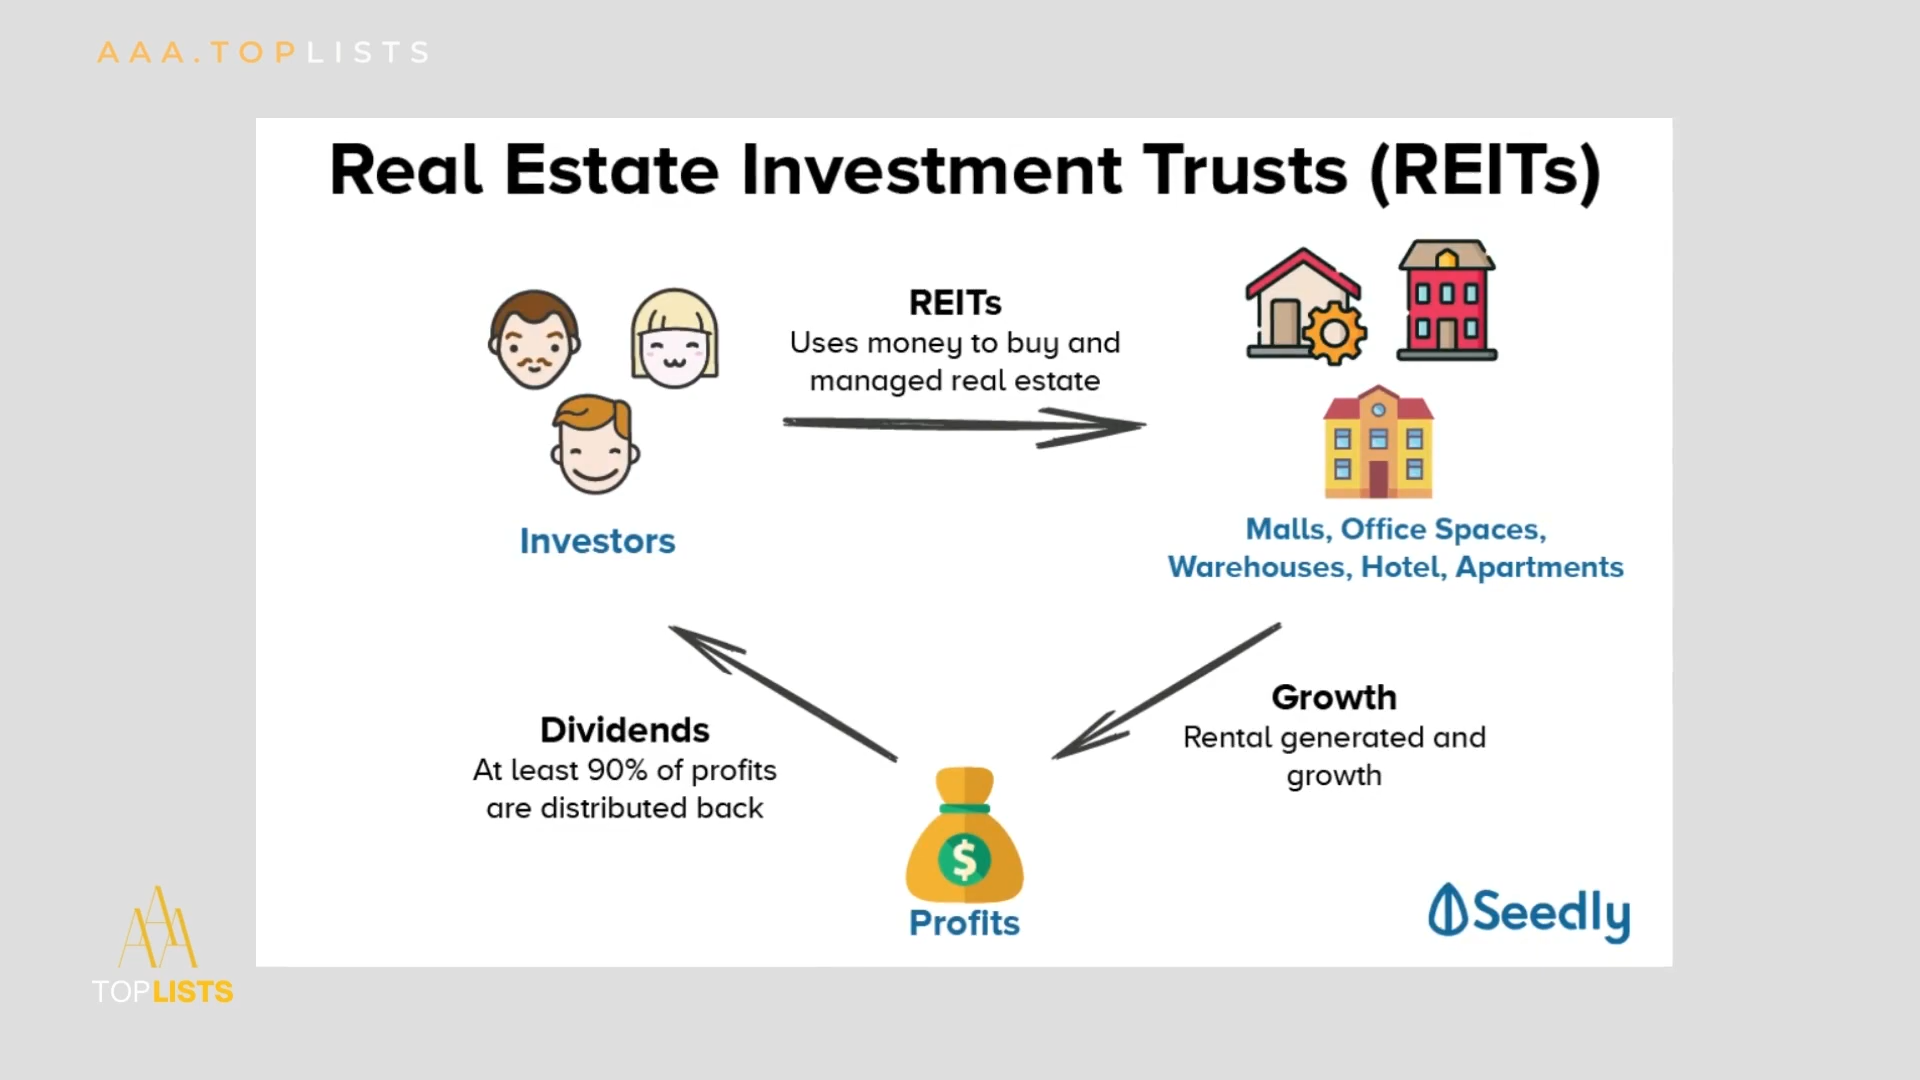 AAA.TOPLISTS
Real Estate Investment Trusts (REITs)
REITs
Uses money to buy and
managed real estate
Investors
Malls, Office Spaces,
Warehouses, Hotel, Apartments
Dividends
At least 90% of profits
are distributed back
Growth
Rental generated and
growth
$
Profits
Seedly
AAA
TOPLISTS